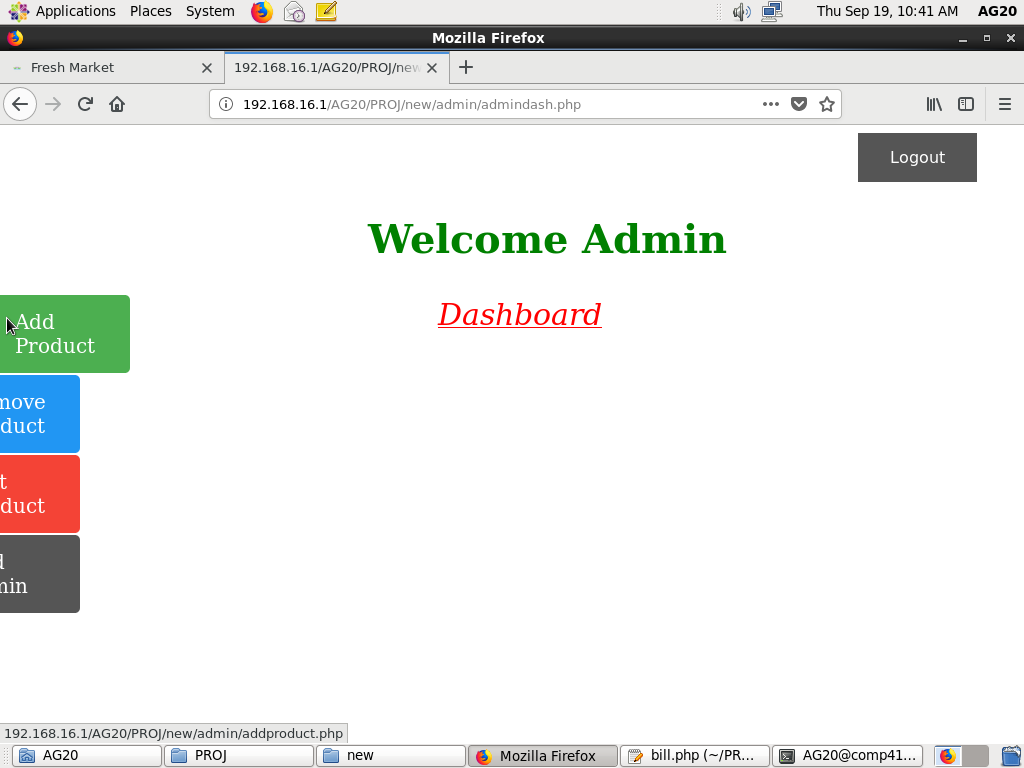 Applications Places System Thu Sep 19, 10:41 AM AG20
Mozilla Firefox
Fresh Market 192.168.16.1/AG20/PROJ/new
192.168.16.1/AG20/PROJ/new/admin/admindash.php
Logout
Welcome Admin
Dashboard
Add
Product
move
duct
t
duct
d
min
192.168.16.1/AG20/PROJ/new/admin/addproduct.php
AG20 PROJ new Mozilla Firefox bill.php (~/PR... AG20@comp41...